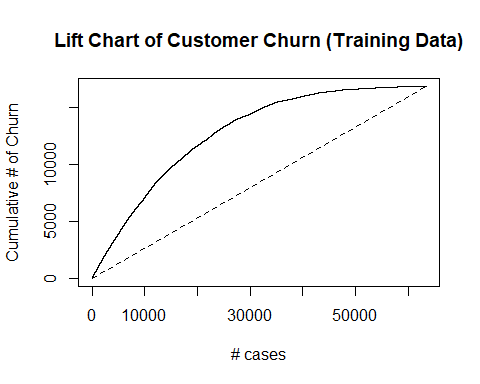 Lift Chart of Customer Churn (Training Data)
Cumulative # of Churn
10000
5000
0
0
10000
30000
50000
# cases